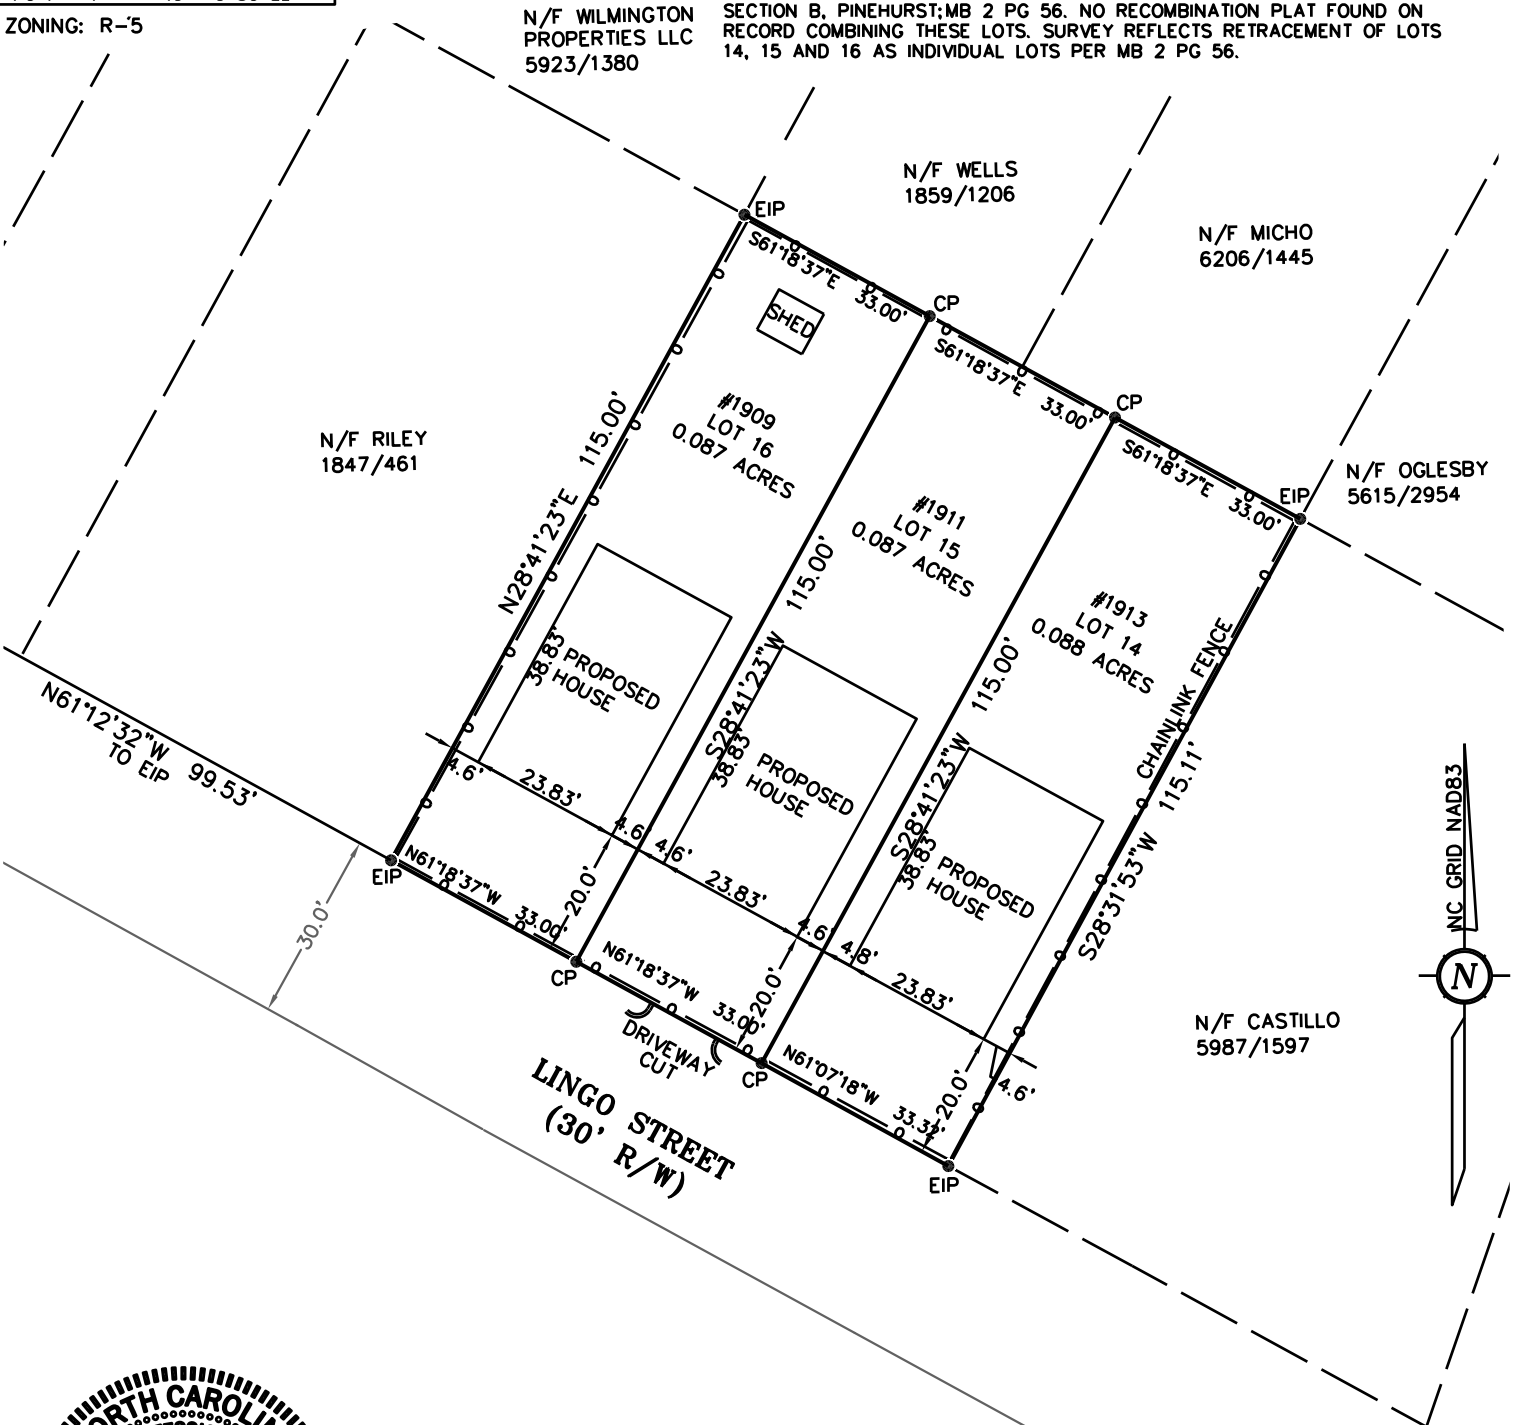 ZONING: R-5
N/F WILMINGTON
PROPERTIES LLC
5923/1380
SECTION B, PINEHURST; MB 2 PG 56. NO RECOMBINATION PLAT FOUND ON
RECORD COMBINING THESE LOTS. SURVEY REFLECTS RETRACEMENT OF LOTS
14, 15 AND 16 AS INDIVIDUAL LOTS PER MB 2 PG 56.
N/F WELLS
1859/1206
N/F MICHO
6206/1445
N/F OGLESBY
5615/2954
N/F RILEY
1847/461
N/F CASTILLO
5987/1597
EIP
S61°18'37"E 33.00'
CP
S61°18'37"E 33.00'
CP
S61°18'37"E 33.00'
EIP
SHED
#1909
LOT 16
0.087 ACRES
#1911
LOT 15
0.087 ACRES
#1913
LOT 14
0.088 ACRES
N28°41'23"E 115.00'
S28°41'23"W 115.00'
S28°41'23"W 115.00'
CHAINLINK FENCE
S28°31'53"W 115.11'
38.83'
PROPOSED
HOUSE
38.83'
PROPOSED
HOUSE
38.83'
PROPOSED
HOUSE
4.6'
23.83'
4.6'
4.6'
23.83'
4.6'
4.8'
23.83'
4.6'
20.0'
20.0'
20.0'
N61°12'32"W 99.53'
TO EIP
EIP
N61°18'37"W 33.00'
CP
N61°18'37"W 33.00'
CP
N61°07'18"W 33.32'
EIP
30.0'
DRIVEWAY
CUT
LINGO STREET
(30' R/W)
NC GRID NAD83
N
NORTH CAROLIN